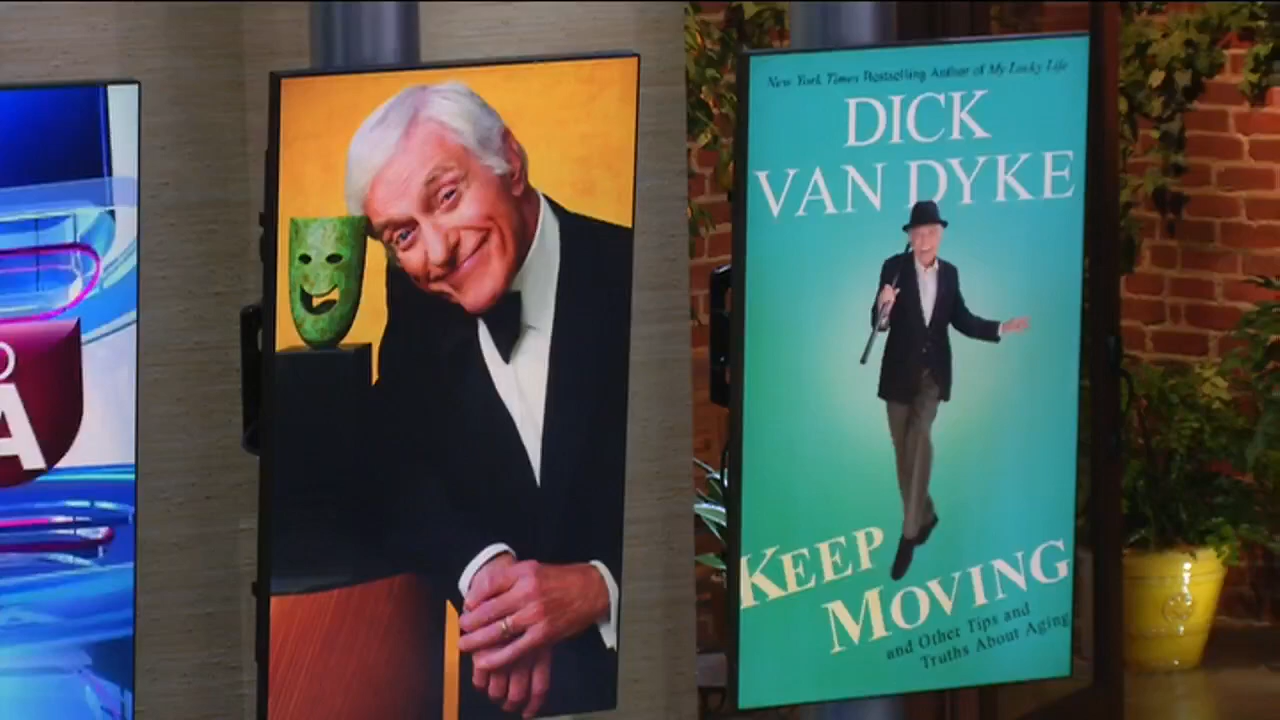 O
A
New York Times Bestselling Author of My Lucky Life
DICK
VAN DYKE
KEEP
MOVING
and Other Tips and
Truths About Aging